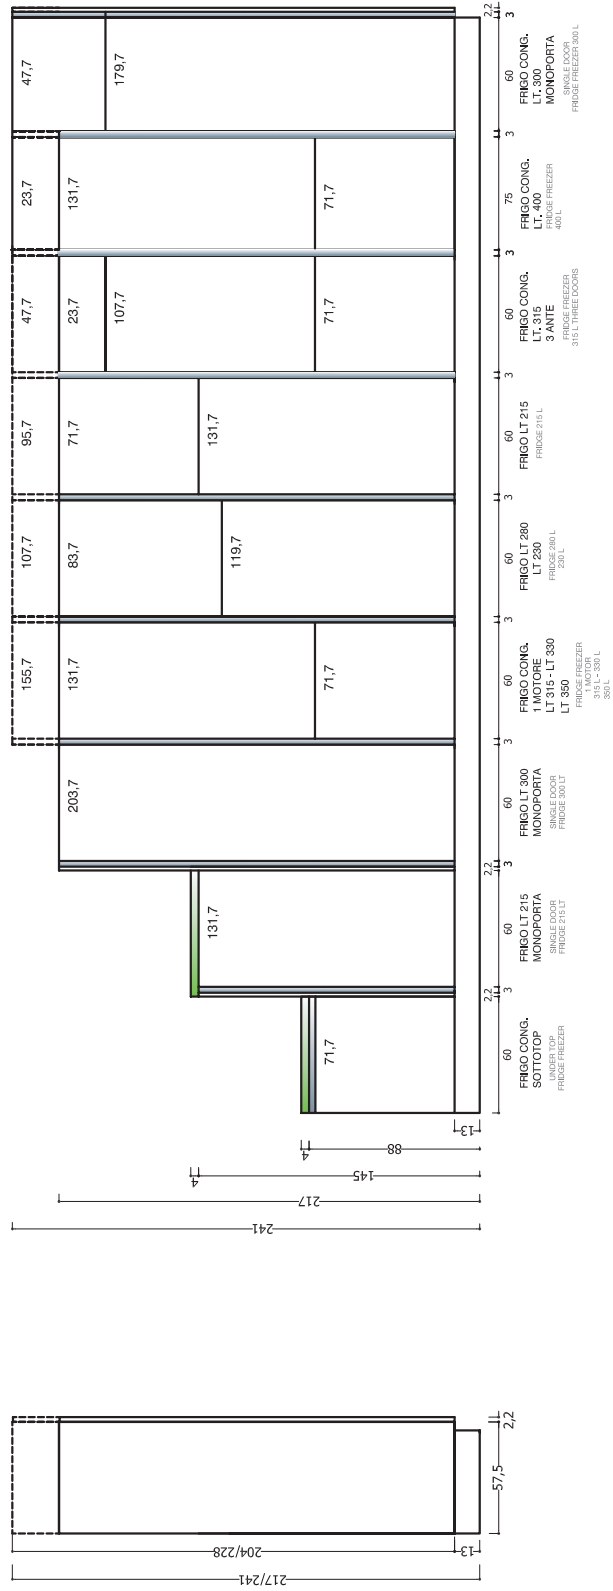 217/241
204/228
13
57,5
2,2
241
217
145
4
88
4
13
155,7
107,7
95,7
47,7
23,7
47,7
203,7
131,7
83,7
71,7
23,7
131,7
179,7
107,7
131,7
131,7
119,7
71,7
71,7
71,7
71,7
60
2,2
3
60
2,2
3
60
3
60
3
60
3
60
3
60
3
75
3
60
3
2,2
FRIGO CONG.
SOTTOTOP
UNDER TOP
FRIDGE FREEZER
FRIGO LT 215
MONOPORTA
SINGLE DOOR
FRIDGE 215 LT
FRIGO LT 300
MONOPORTA
SINGLE DOOR
FRIDGE 300 LT
FRIGO CONG.
1 MOTORE
LT 315 - LT 330
LT 350
FRIDGE FREEZER
1 MOTOR
315 L - 330 L
350 L
FRIGO LT 280
LT 230
FRIDGE 280 L
230 L
FRIGO LT 215
FRIDGE 215 L
FRIGO CONG.
LT. 315
3 ANTE
FRIDGE FREEZER
315 L THREE DOORS
FRIGO CONG.
LT. 400
FRIDGE FREEZER
400 L
FRIGO CONG.
LT. 300
MONOPORTA
SINGLE DOOR
FRIDGE FREEZER 300 L